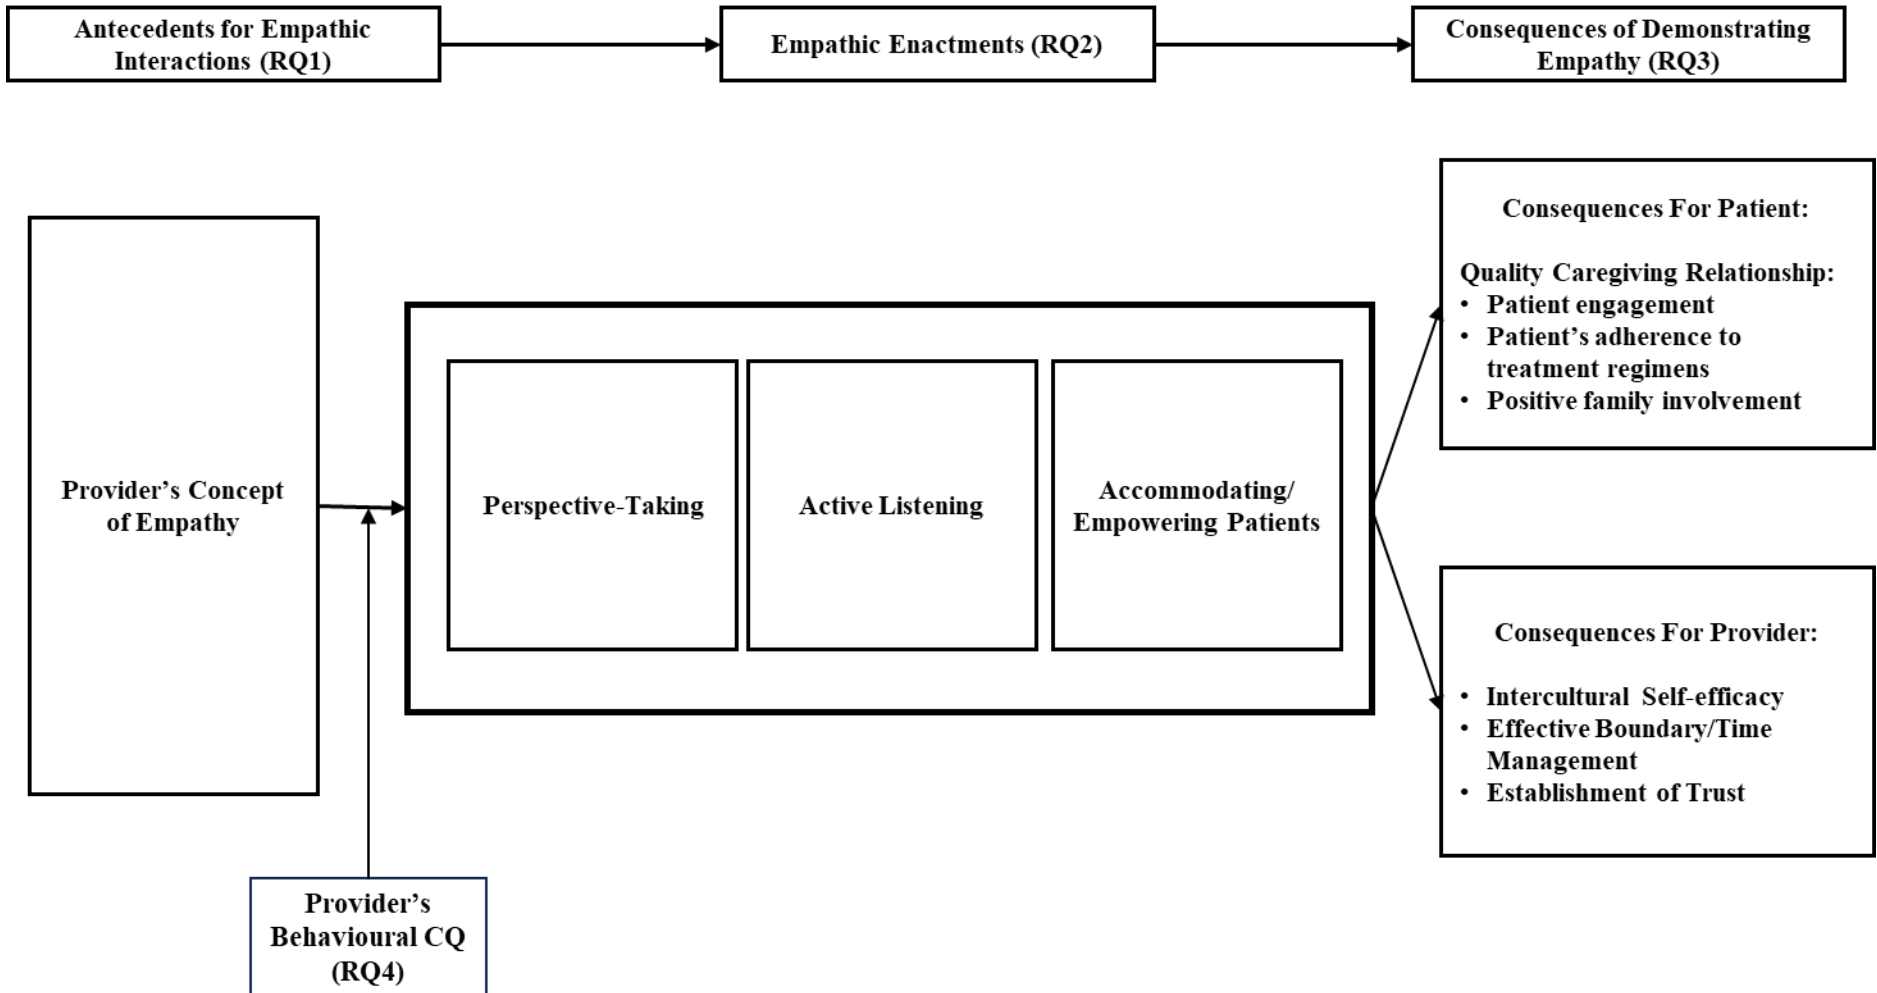 Antecedents for Empathic
Interactions (RQ1)
Empathic Enactments (RQ2)
Consequences of Demonstrating
Empathy (RQ3)
Provider’s Concept
of Empathy
Perspective-Taking
Active Listening
Accommodating/
Empowering Patients
Consequences For Patient:
Quality Caregiving Relationship:
• Patient engagement
• Patient’s adherence to
treatment regimens
• Positive family involvement
Consequences For Provider:
• Intercultural Self-efficacy
• Effective Boundary/Time
Management
• Establishment of Trust
Provider’s
Behavioural CQ
(RQ4)